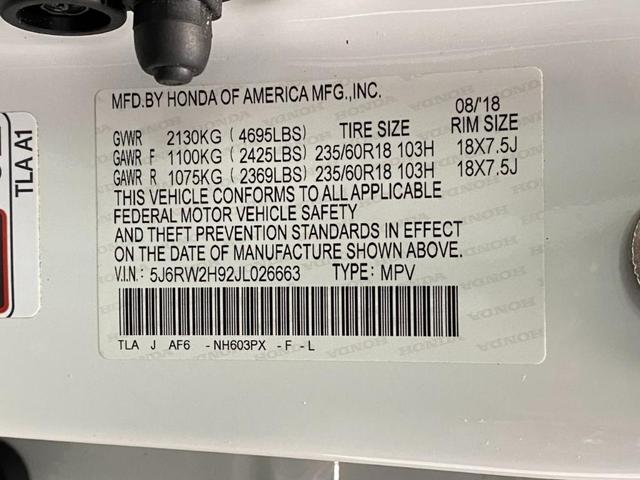 MFD.BY HONDA OF AMERICA MFG.,INC. 08/'18
GVWR 2130KG (4695LBS) TIRE SIZE RIM SIZE
GAWR F 1100KG (2425LBS) 235/60R18 103H 18X7.5J
GAWR R 1075KG (2369LBS) 235/60R18 103H 18X7.5J
THIS VEHICLE CONFORMS TO ALL APPLICABLE
FEDERAL MOTOR VEHICLE SAFETY
AND THEFT PREVENTION STANDARDS IN EFFECT
ON THE DATE OF MANUFACTURE SHOWN ABOVE.
V.I.N: 5J6RW2H92JL026663 TYPE: MPV
TLA J AF6 -NH603PX -F -L
TLA A1